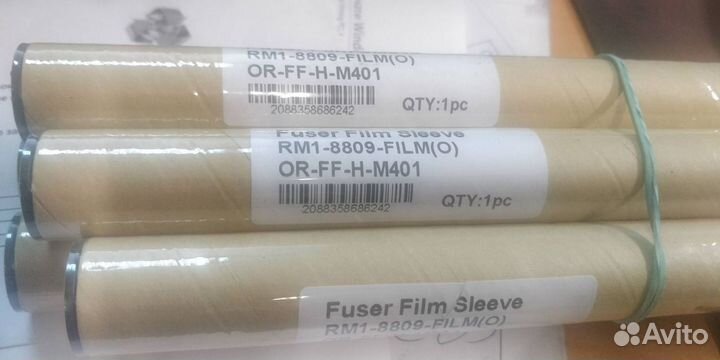 RM1-8809-FILM(O)
OR-FF-H-M401
QTY:1pc
2088358686242
Fuser Film Sleeve
RM1-8809-FILM(O)
OR-FF-H-M401
QTY:1pc
2088358686242
Fuser Film Sleeve
RM1-8809-FILM(O)
Avito